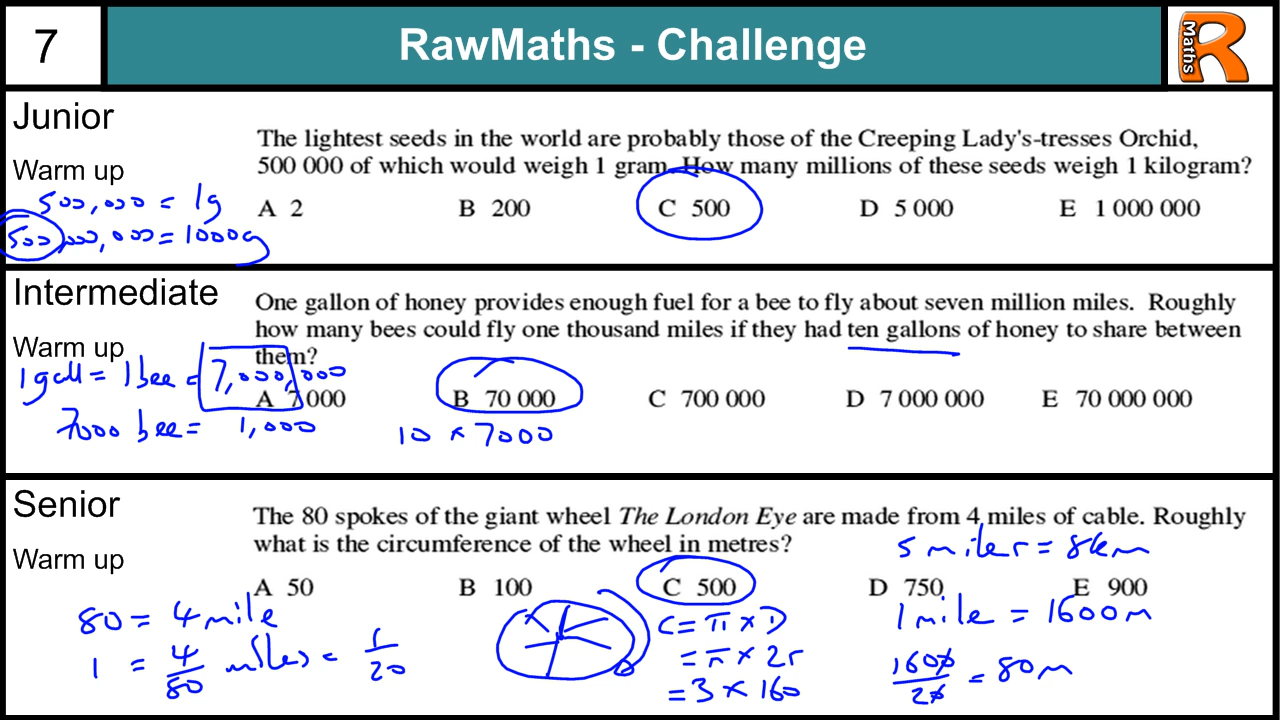 7
RawMaths - Challenge
R Maths
Junior
Warm up
The lightest seeds in the world are probably those of the Creeping Lady's-tresses Orchid,
500 000 of which would weigh 1 gram. How many millions of these seeds weigh 1 kilogram?
A 2 B 200 C 500 D 5 000 E 1 000 000
500,000 = 1g
500,000,000 = 1000g
Intermediate
Warm up
One gallon of honey provides enough fuel for a bee to fly about seven million miles. Roughly
how many bees could fly one thousand miles if they had ten gallons of honey to share between
them?
1 gall = 1 bee = 7,000,000
A 7 000 B 70 000 C 700 000 D 7 000 000 E 70 000 000
7000 bee = 1,000
10 × 7000
Senior
Warm up
The 80 spokes of the giant wheel The London Eye are made from 4 miles of cable. Roughly
what is the circumference of the wheel in metres?
5 miles = 8km
A 50 B 100 C 500 D 750 E 900
80 = 4 mile
1 = 4/80 miles = 1/20
C = π × D
= π × 2r
= 3 × 160
1 mile = 1600m
1600/20 = 80m